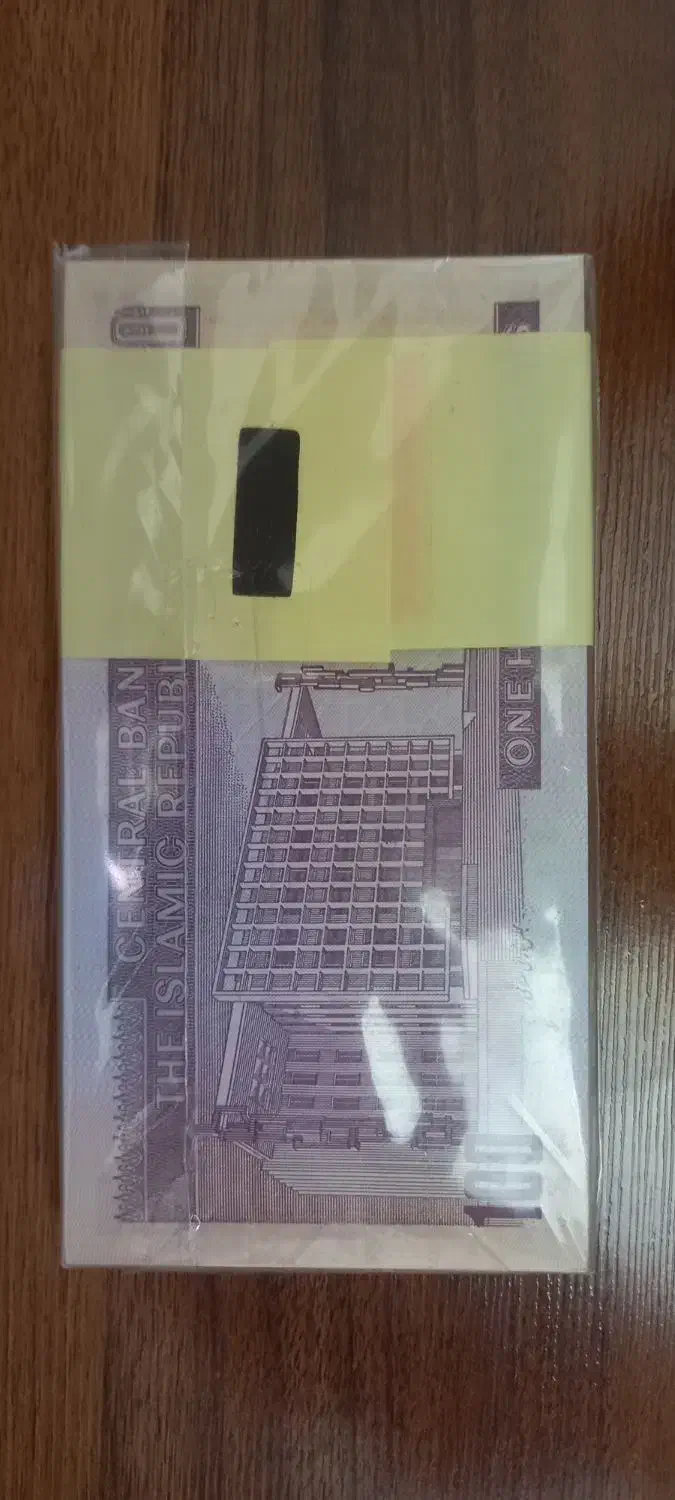 CENTRAL BAN
THE ISLAMIC REPUBLI
ONE H
100